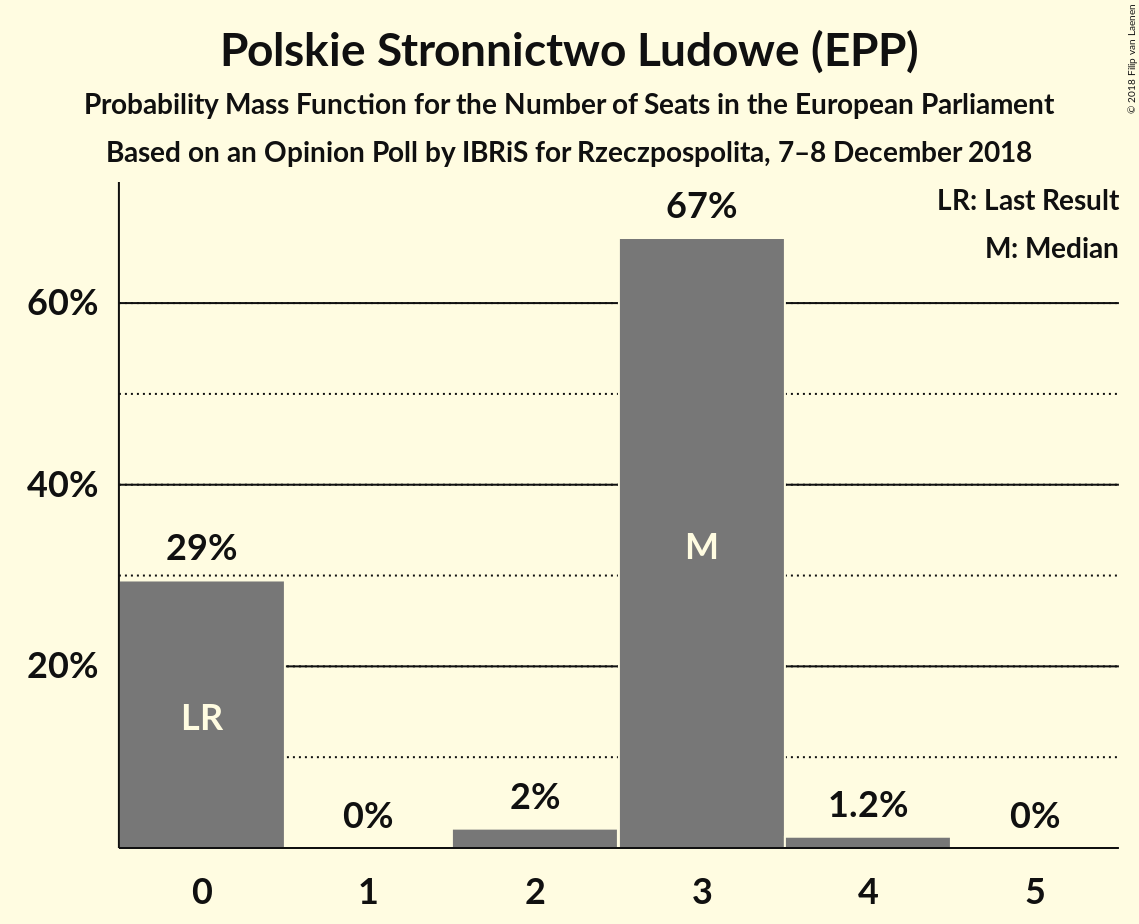 Polskie Stronnictwo Ludowe (EPP)
Probability Mass Function for the Number of Seats in the European Parliament
Based on an Opinion Poll by IBRiS for Rzeczpospolita, 7–8 December 2018
© 2018 Filip van Laenen
LR: Last Result
M: Median
67%
60%
40%
29%
M
20%
LR
2%
1.2%
0%
0%
0 1 2 3 4 5